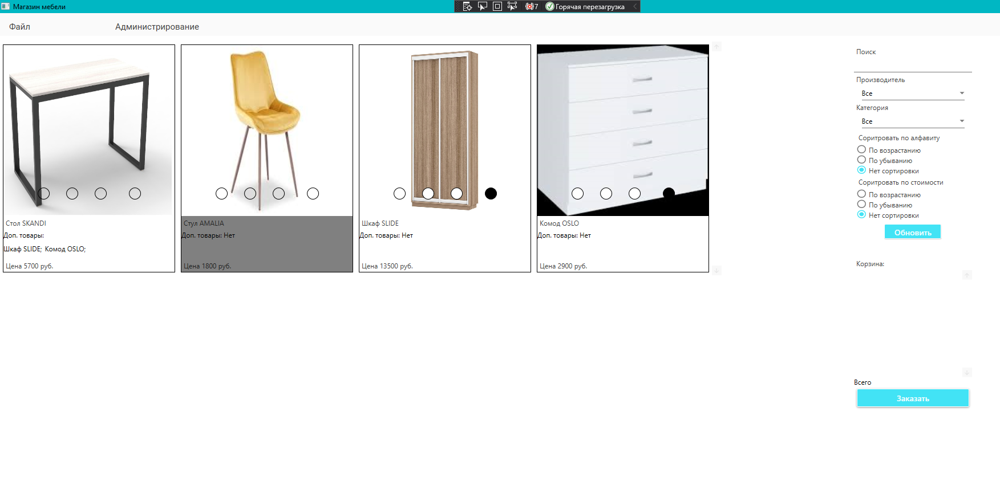 Магазин мебели
7 Горячая перезагрузка
Файл Администрирование
Стол SKANDI
Доп. товары:
Шкаф SLIDE; Комод OSLO;
Цена 5700 руб.
Стул AMALIA
Доп. товары: Нет
Цена 1800 руб.
Шкаф SLIDE
Доп. товары: Нет
Цена 13500 руб.
Комод OSLO
Доп. товары: Нет
Цена 2900 руб.
Поиск
Производитель
Все
Категория
Все
Соритровать по алфавиту
По возрастанию
По убыванию
Нет сортировки
Соритровать по стоимости
По возрастанию
По убыванию
Нет сортировки
Обновить
Корзина:
Всего
Заказать